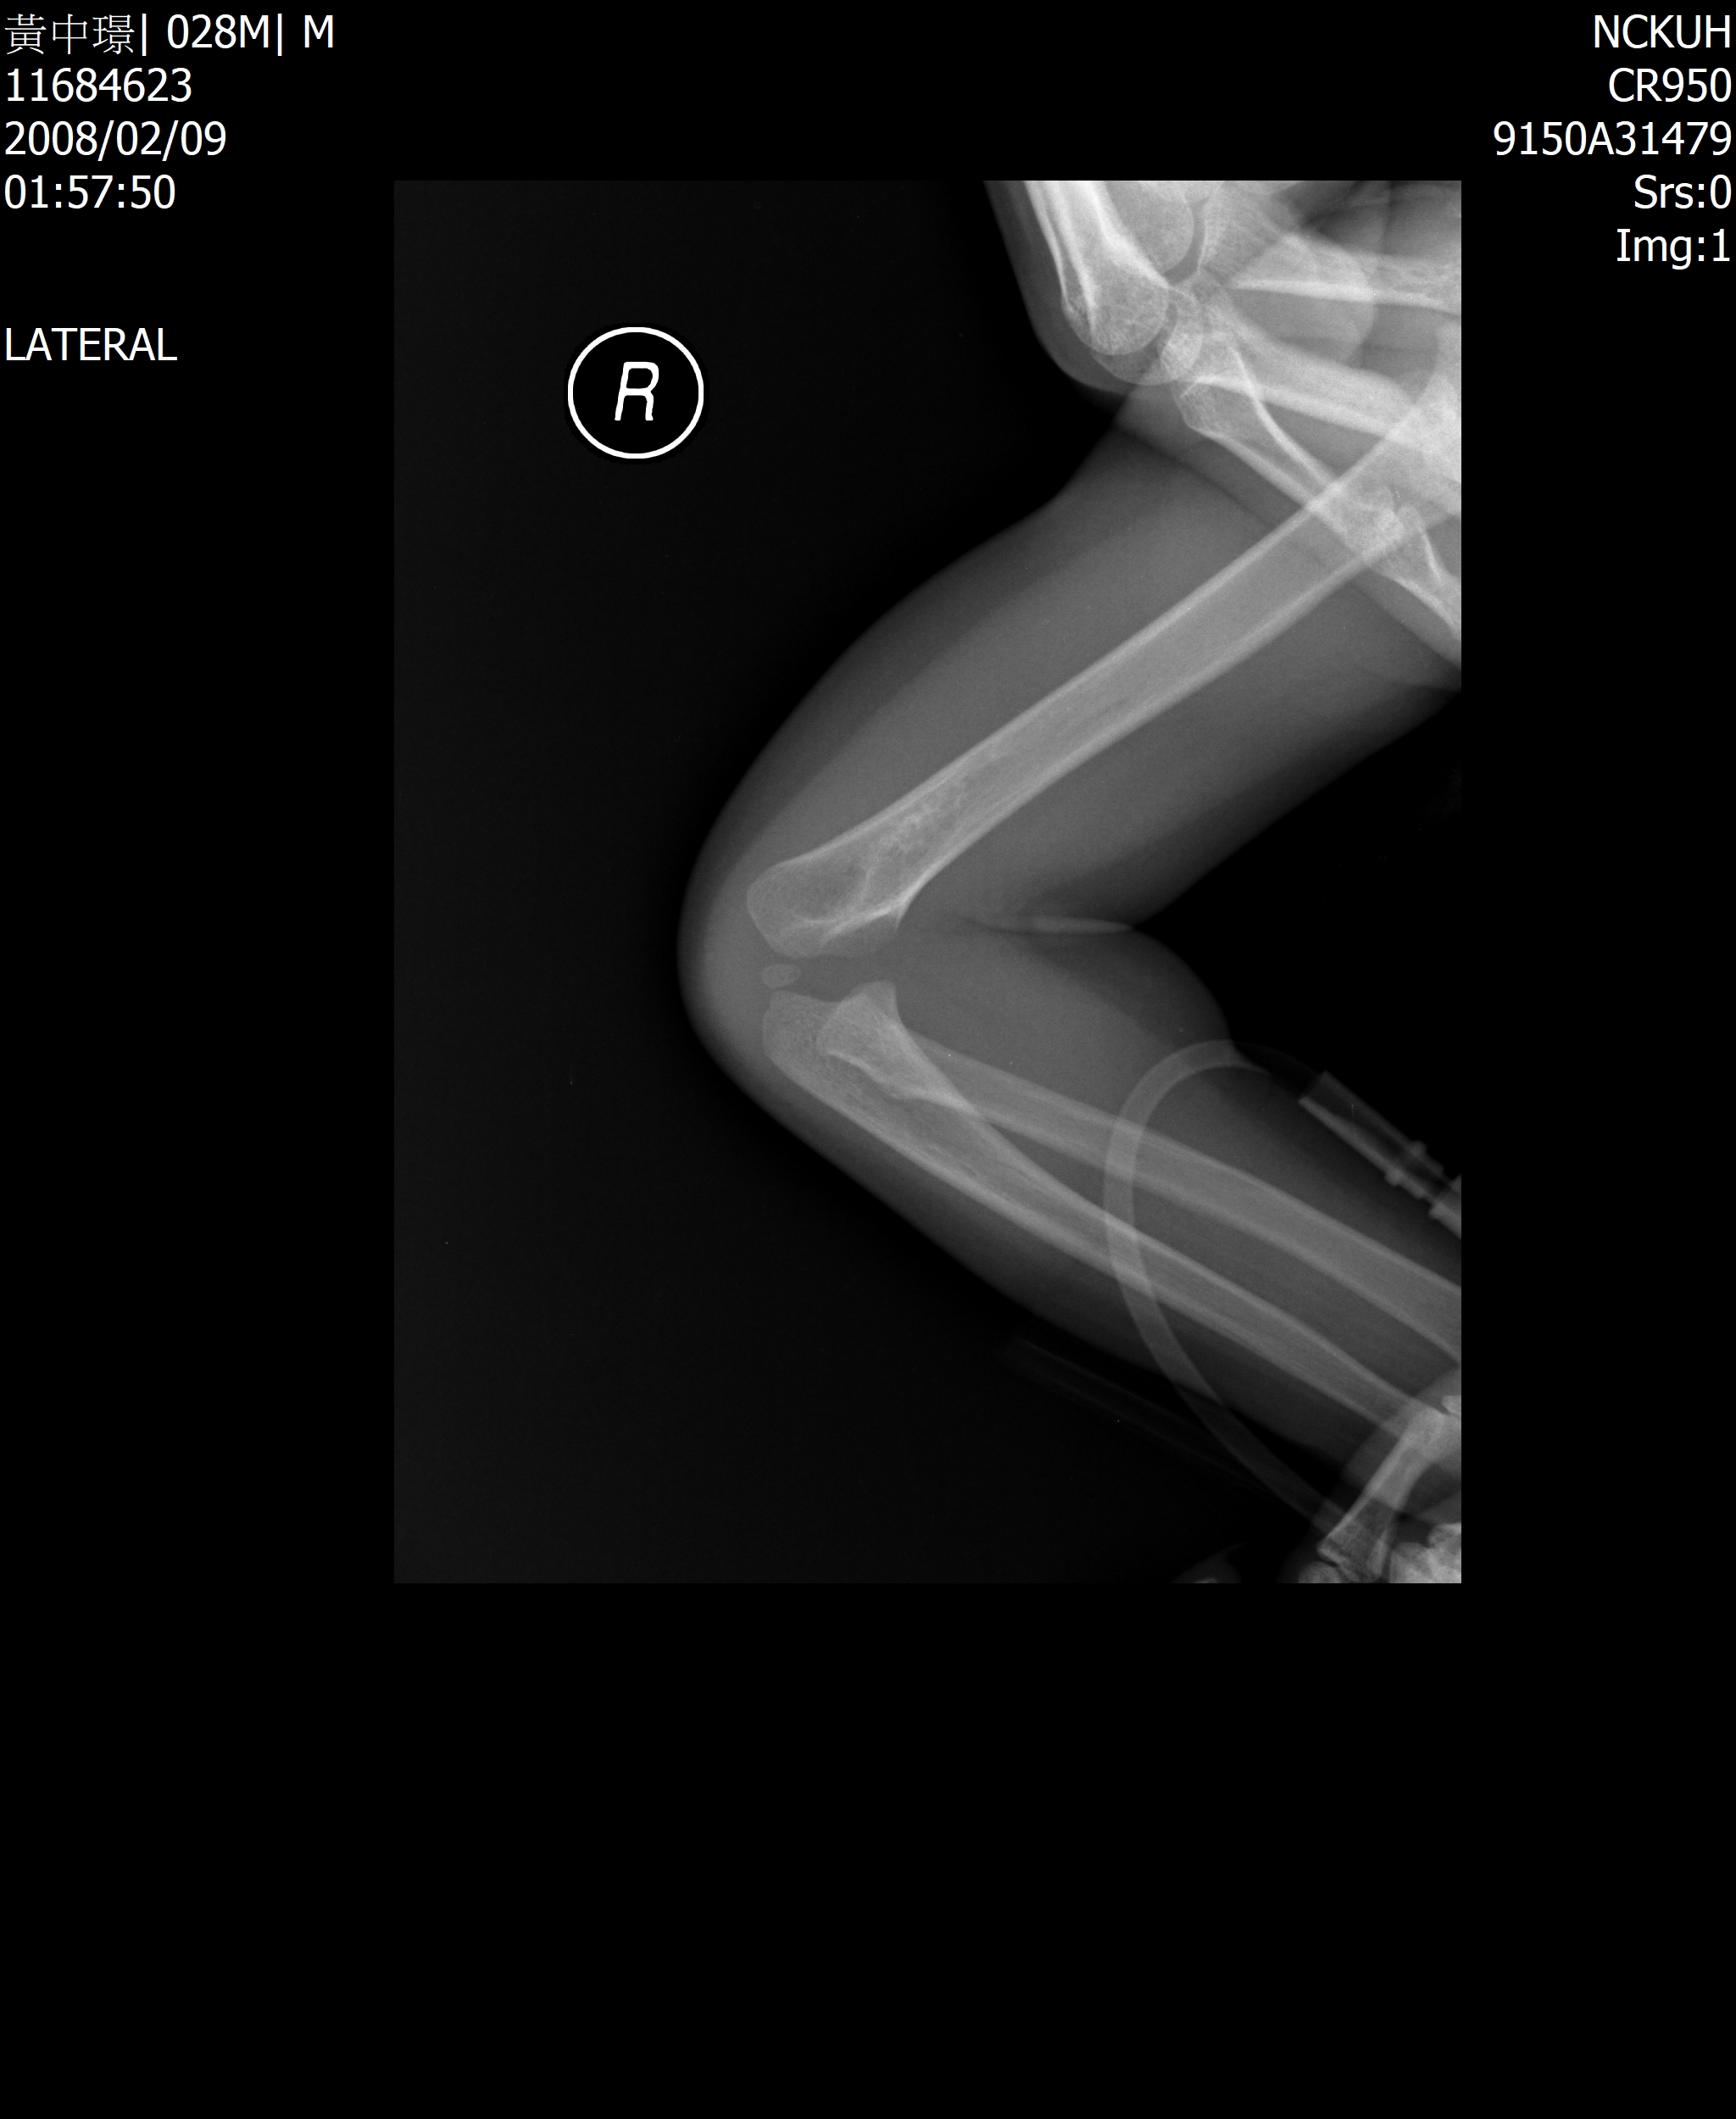 黃中璟| 028M| M
11684623
2008/02/09
01:57:50
LATERAL
NCKUH
CR950
9150A31479
Srs:0
Img:1
R